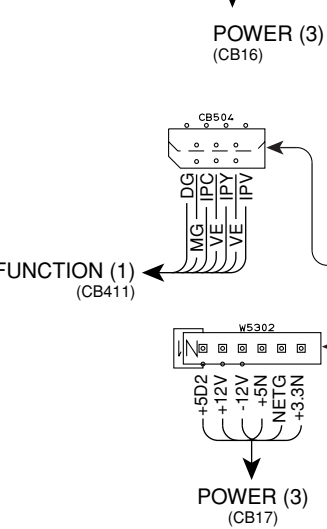 POWER (3)
(CB16)
CB504
DG
MG
IPC
VE
IPY
VE
IPV
FUNCTION (1)
(CB411)
W5302
+5D2
+12V
-12V
+5N
NETG
+3.3N
POWER (3)
(CB17)